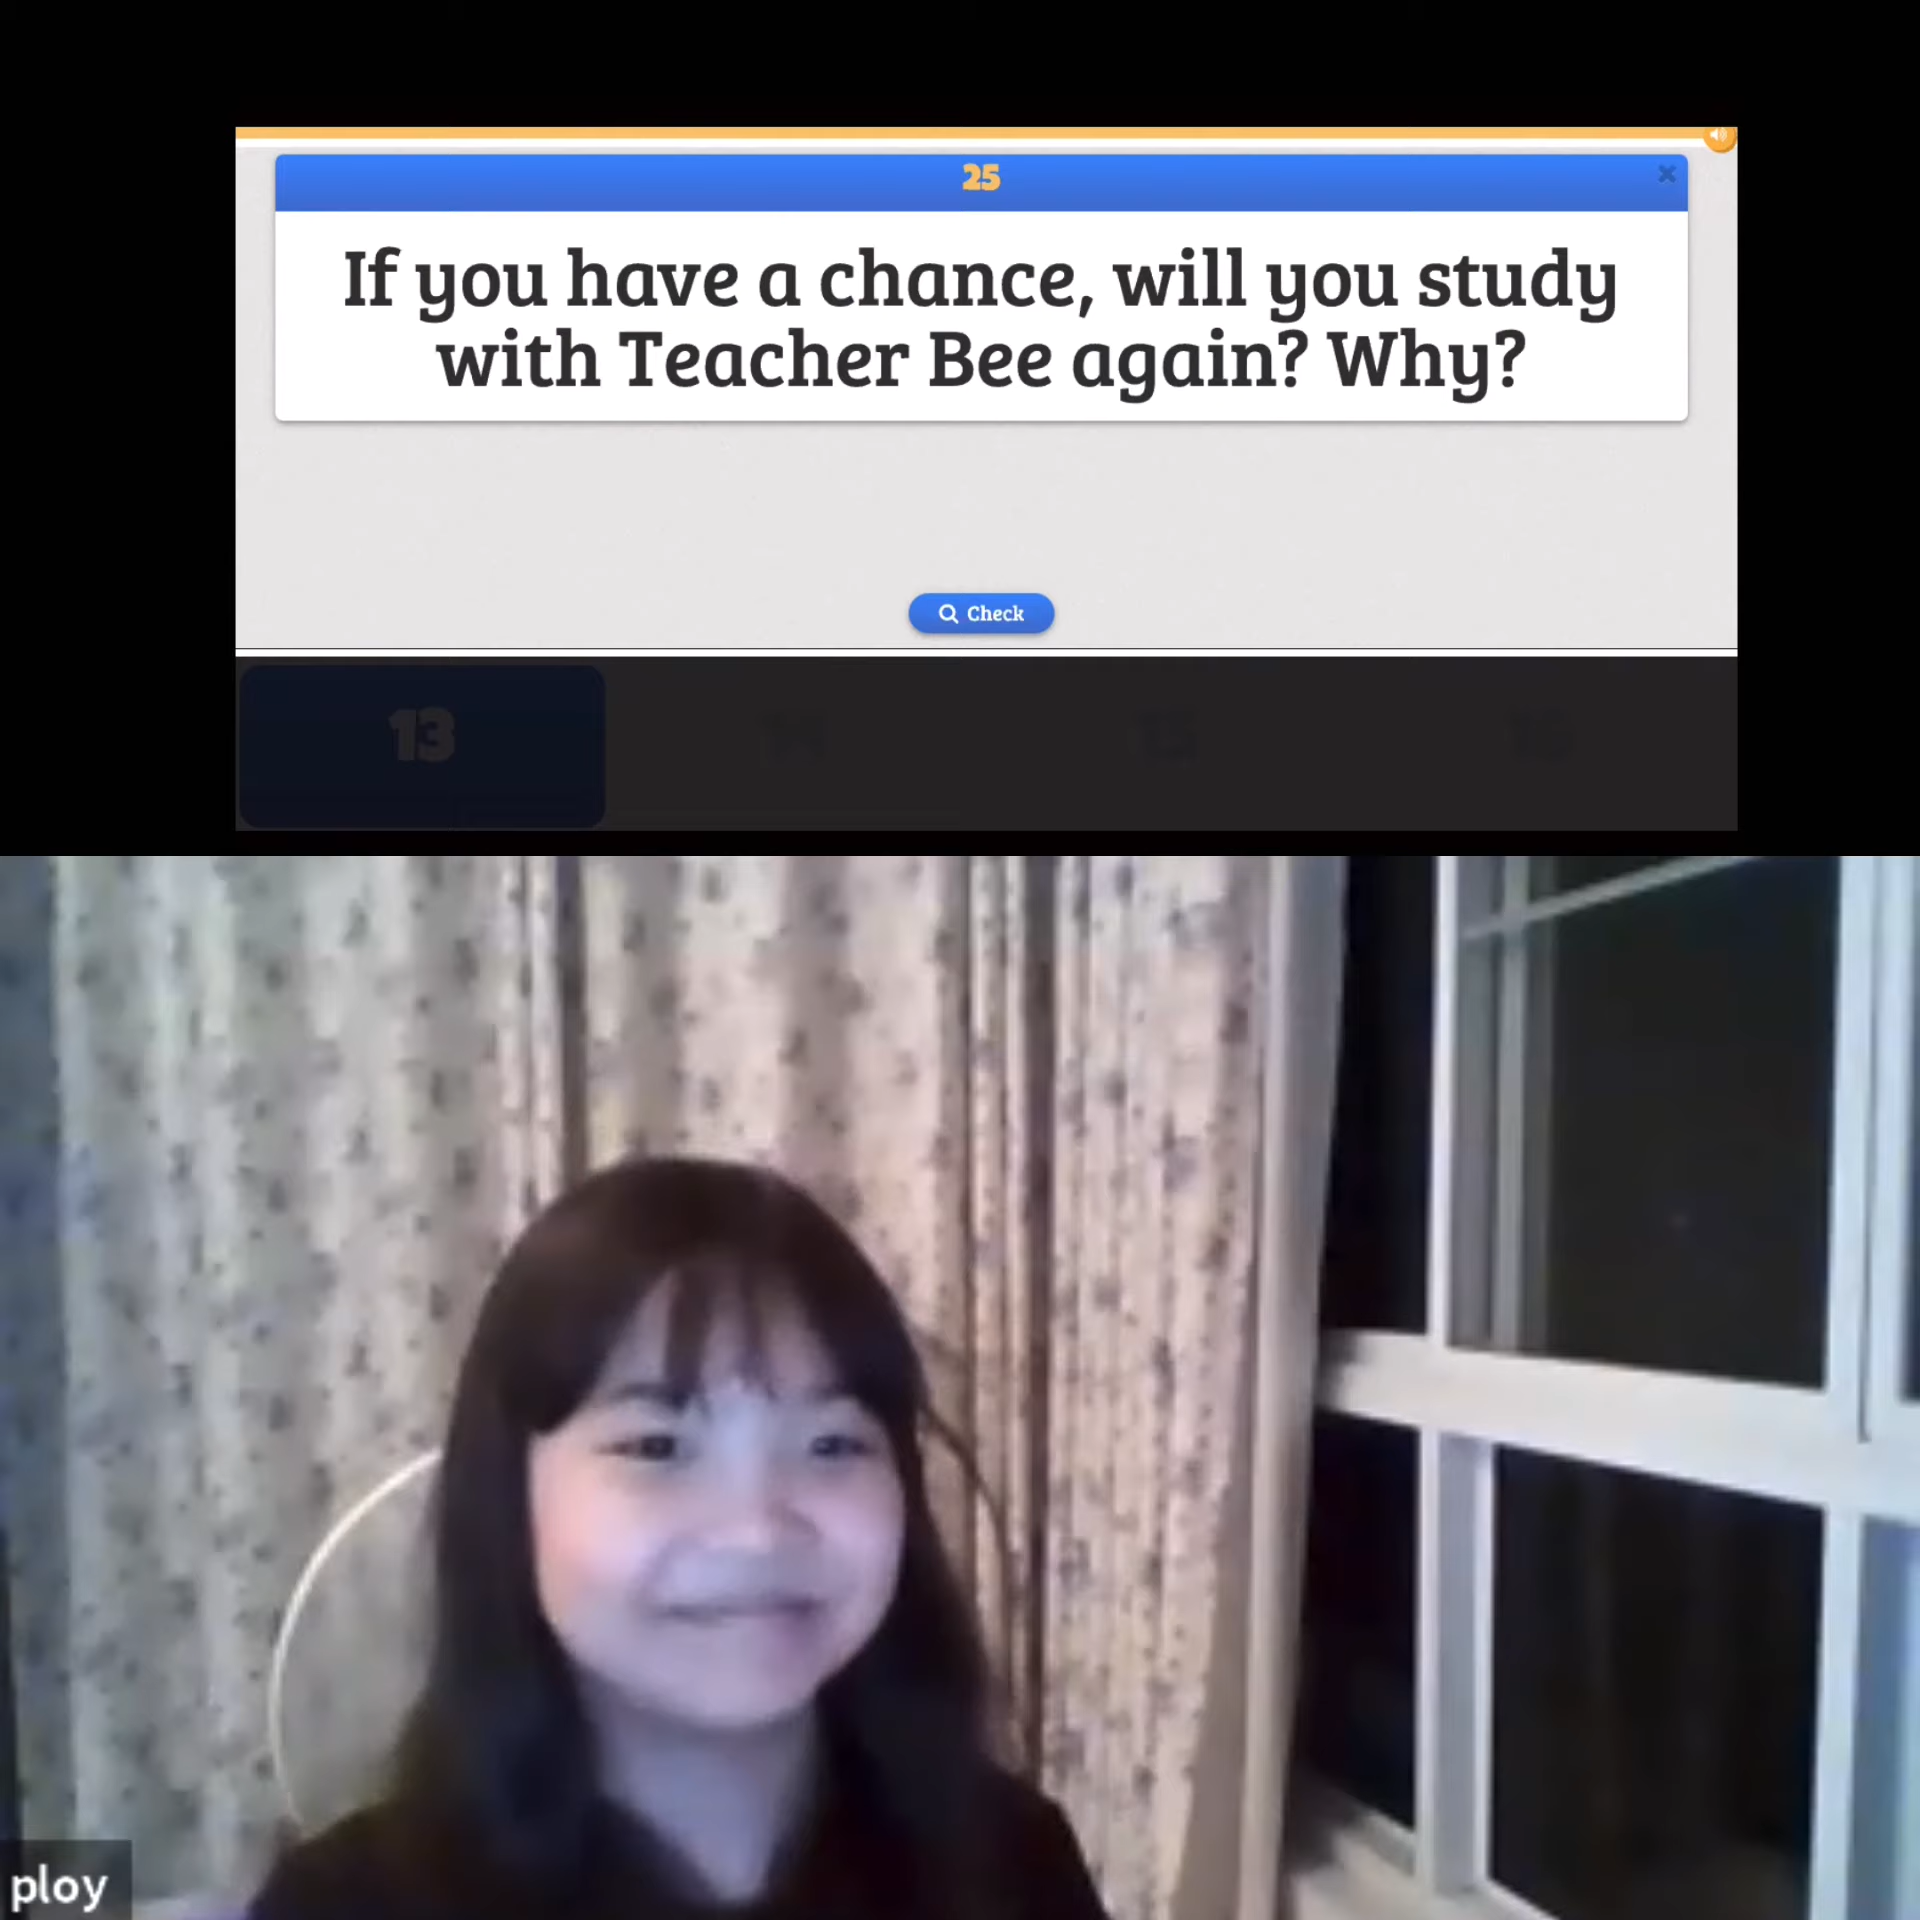 25
If you have a chance, will you study
with Teacher Bee again? Why?
Check
13
ploy